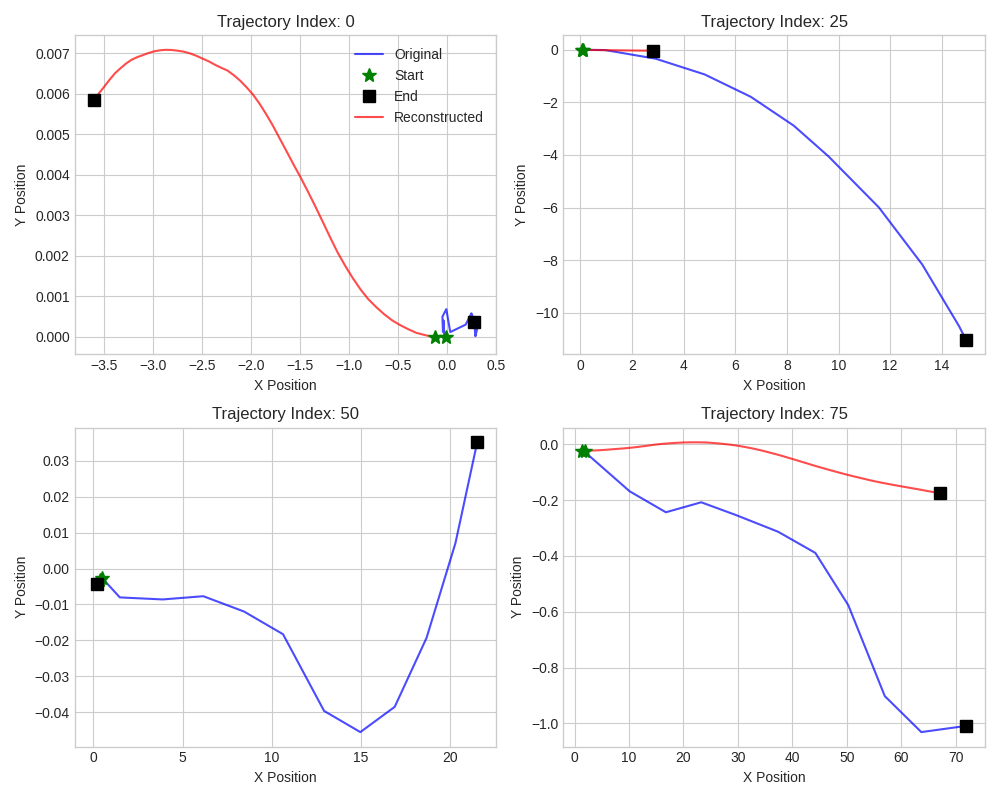 Trajectory Index: 0
0.007
0.006
0.005
0.004
0.003
0.002
0.001
0.000
Y Position
−3.5 −3.0 −2.5 −2.0 −1.5 −1.0 −0.5 0.0 0.5
X Position
Original
Start
End
Reconstructed
Trajectory Index: 25
0
−2
−4
−6
−8
−10
Y Position
0 2 4 6 8 10 12 14
X Position
Trajectory Index: 50
0.03
0.02
0.01
0.00
−0.01
−0.02
−0.03
−0.04
Y Position
0 5 10 15 20
X Position
Trajectory Index: 75
0.0
−0.2
−0.4
−0.6
−0.8
−1.0
Y Position
0 10 20 30 40 50 60 70
X Position